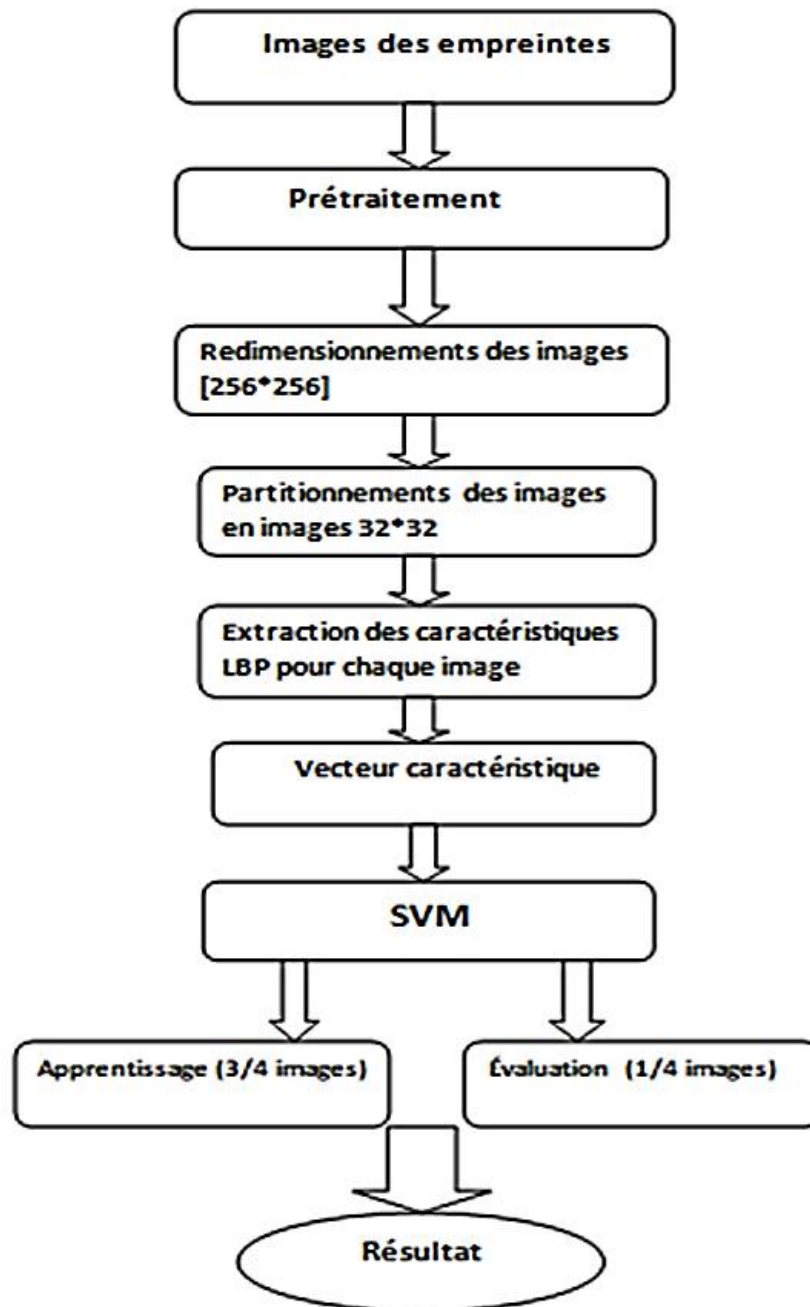 Images des empreintes
Prétraitement
Redimensionnements des images
[256*256]
Partitionnements des images
en images 32*32
Extraction des caractéristiques
LBP pour chaque image
Vecteur caractéristique
SVM
Apprentissage (3/4 images)
Évaluation (1/4 images)
Résultat